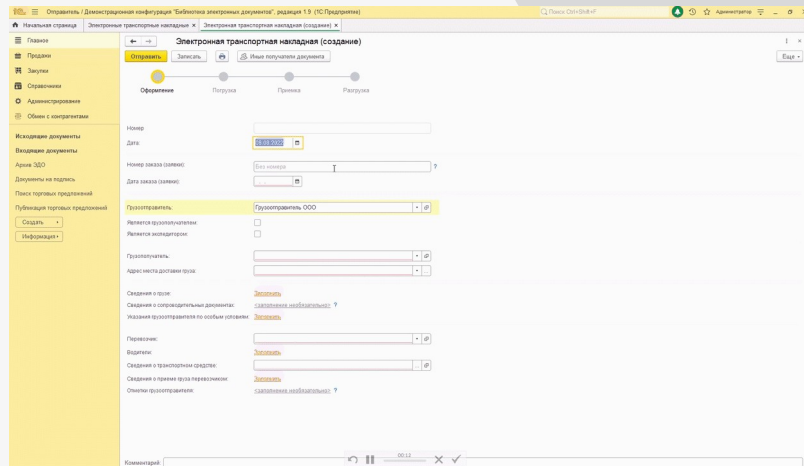 Отправитель / Демонстрационная конфигурация "Библиотека электронных документов", редакция 1.9 (1С:Предприятие)
Поиск Ctrl+Shift+F
Администратор
Начальная страница
Электронные транспортные накладные ×
Электронная транспортная накладная (создание) ×
Главное
Продажи
Закупки
Справочники
Администрирование
Обмен с контрагентами
Исходящие документы
Входящие документы
Архив ЭДО
Документы на подпись
Поиск торговых предложений
Публикация торговых предложений
Создать
Информация
Электронная транспортная накладная (создание)
Отправить
Записать
Иные получатели документа
Еще
Оформление
Погрузка
Приемка
Разгрузка
Номер:
Дата:
Номер заказа (заявки):
Без номера
?
Дата заказа (заявки):
Грузоотправитель:
Грузоотправитель ООО
Является грузополучателем:
Является экспедитором:
Грузополучатель:
Адрес места доставки груза:
Сведения о грузе:
Заполнить
Сведения о сопроводительных документах:
<заполнение необязательно> ?
Указания грузоотправителя по особым условиям:
Заполнить
Перевозчик:
Водители:
Заполнить
Сведения о транспортном средстве:
Сведения о приеме груза перевозчиком:
Заполнить
Отметки грузоотправителя:
<заполнение необязательно> ?
00:12
Комментарий: